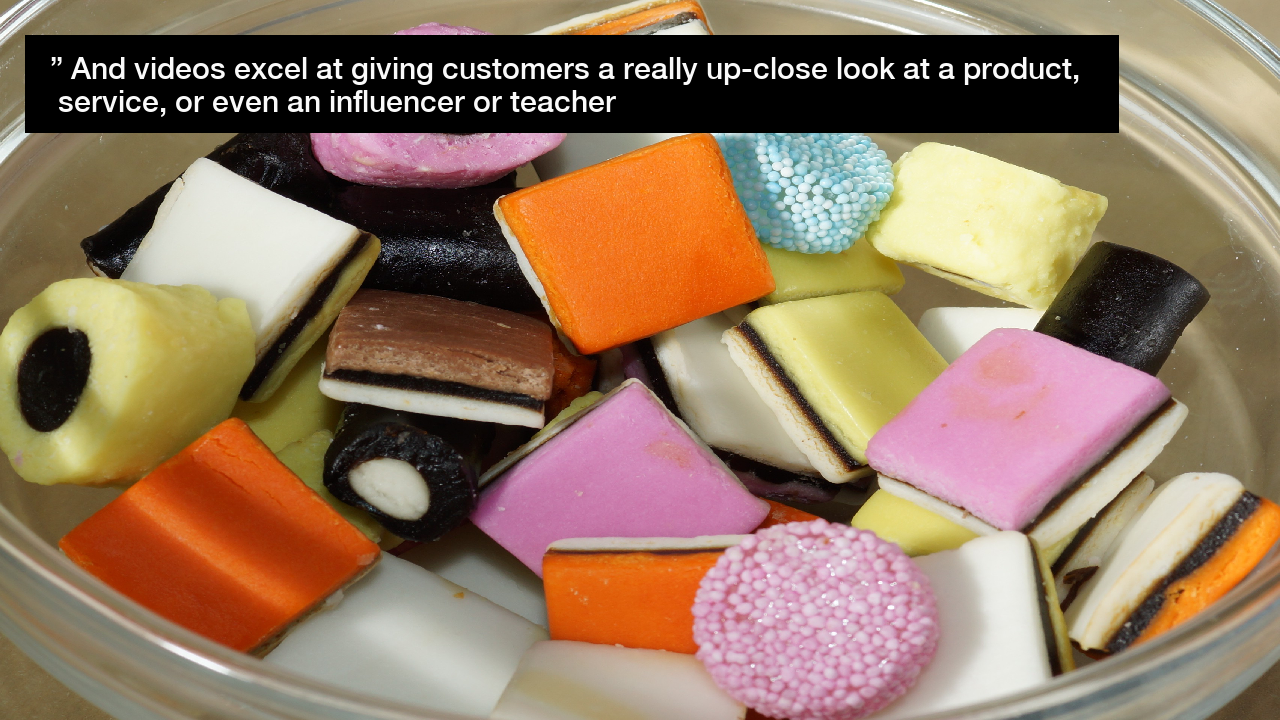 ” And videos excel at giving customers a really up-close look at a product,
service, or even an influencer or teacher